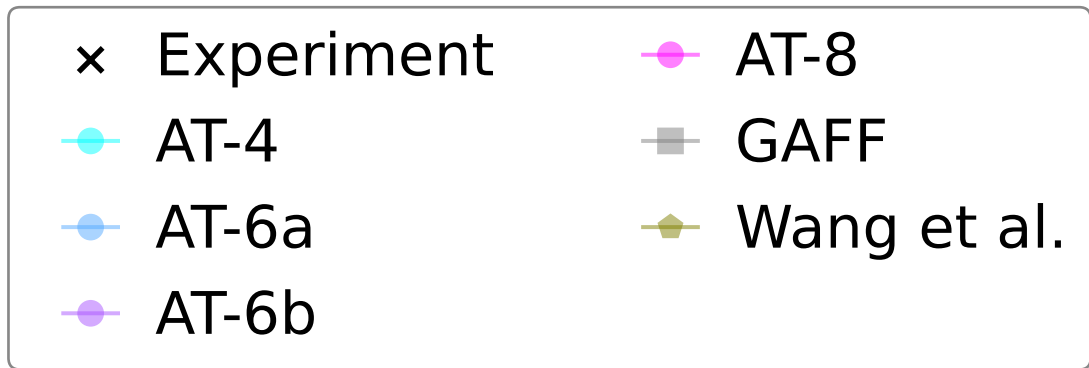 Experiment
AT-4
AT-6a
AT-6b
AT-8
GAFF
Wang et al.